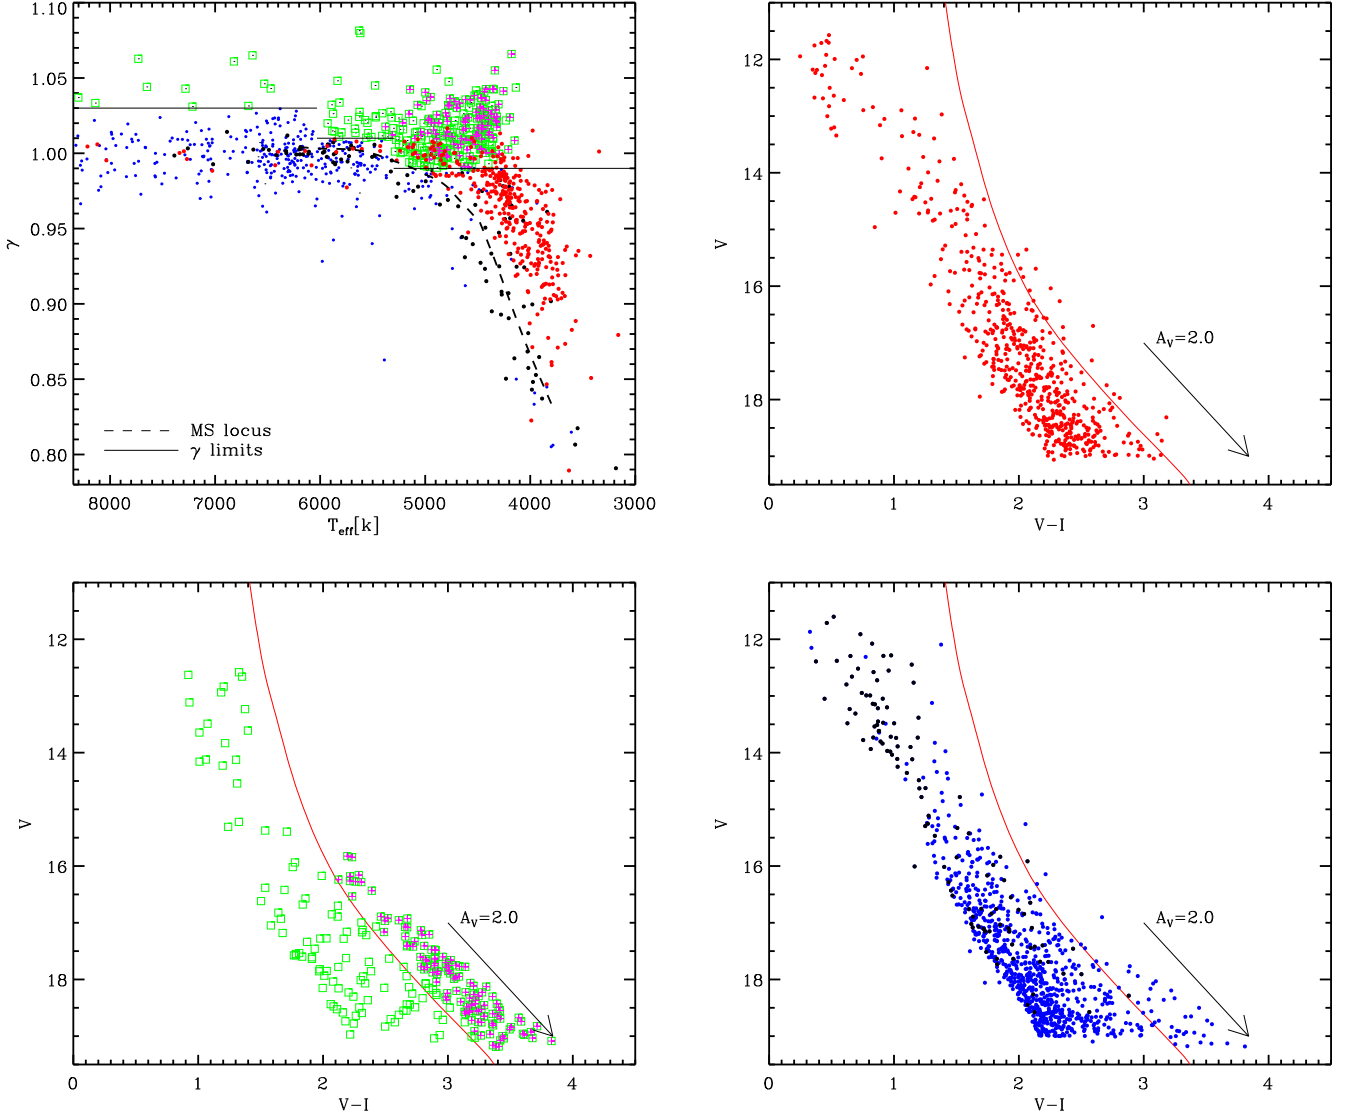 1.10
1.05
1.00
0.95
0.90
0.85
0.80
γ
MS locus
γ limits
8000 7000 6000 5000 4000 3000
T_eff[k]
12
14
16
18
V
A_V=2.0
0 1 2 3 4
V-I
12
14
16
18
V
A_V=2.0
0 1 2 3 4
V-I
12
14
16
18
V
A_V=2.0
0 1 2 3 4
V-I